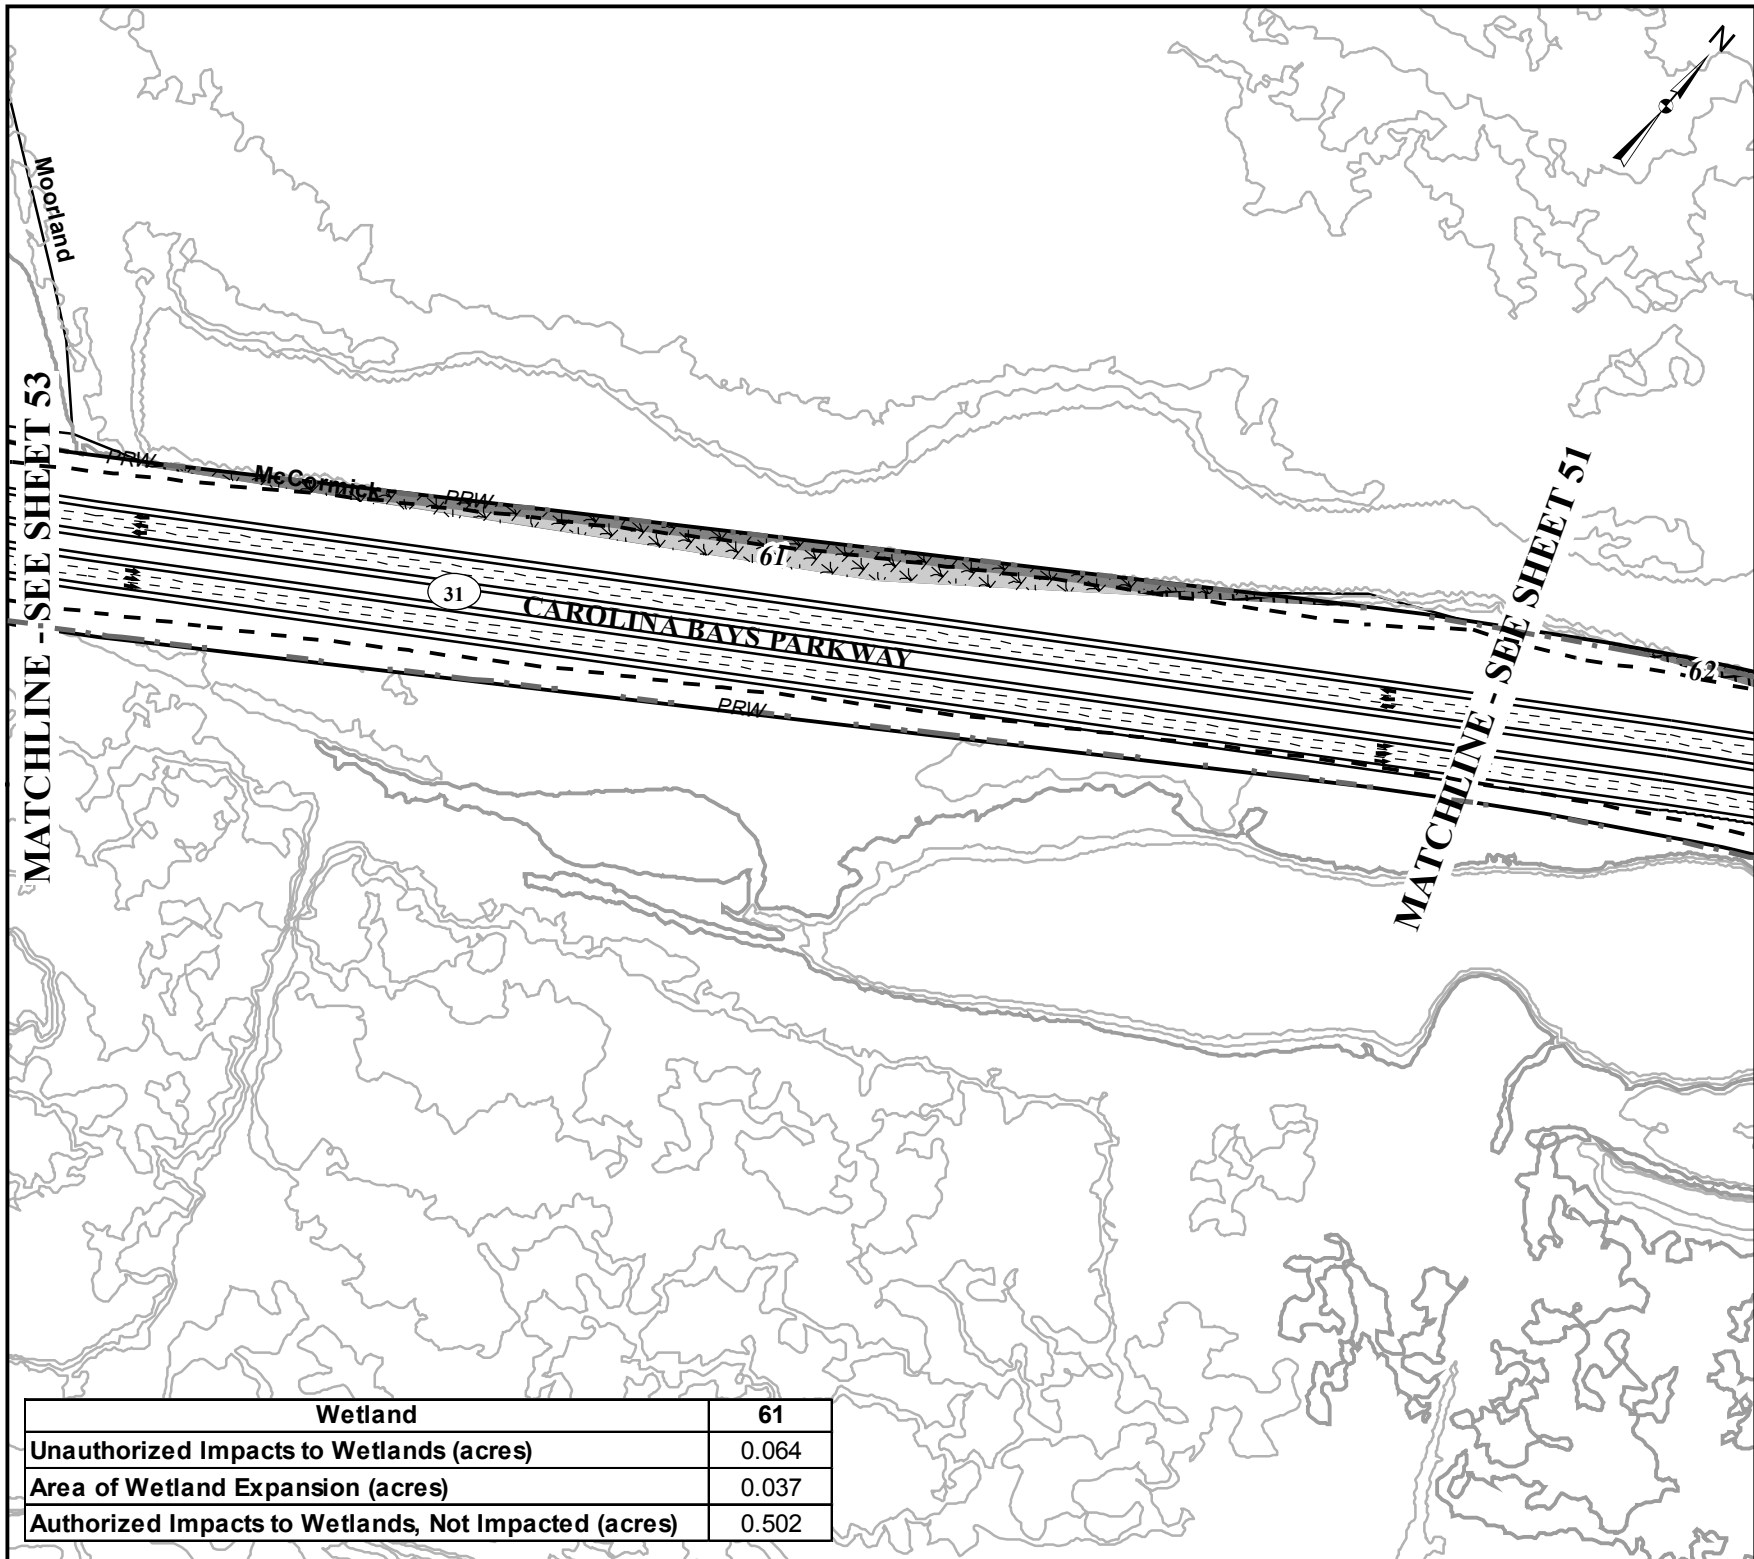 N
Moorland
MATCHLINE - SEE SHEET 53
PRW
McCormick
PRW
61
31
CAROLINA BAYS PARKWAY
PRW
MATCHLINE - SEE SHEET 51
62
Wetland 61
Unauthorized Impacts to Wetlands (acres) 0.064
Area of Wetland Expansion (acres) 0.037
Authorized Impacts to Wetlands, Not Impacted (acres) 0.502